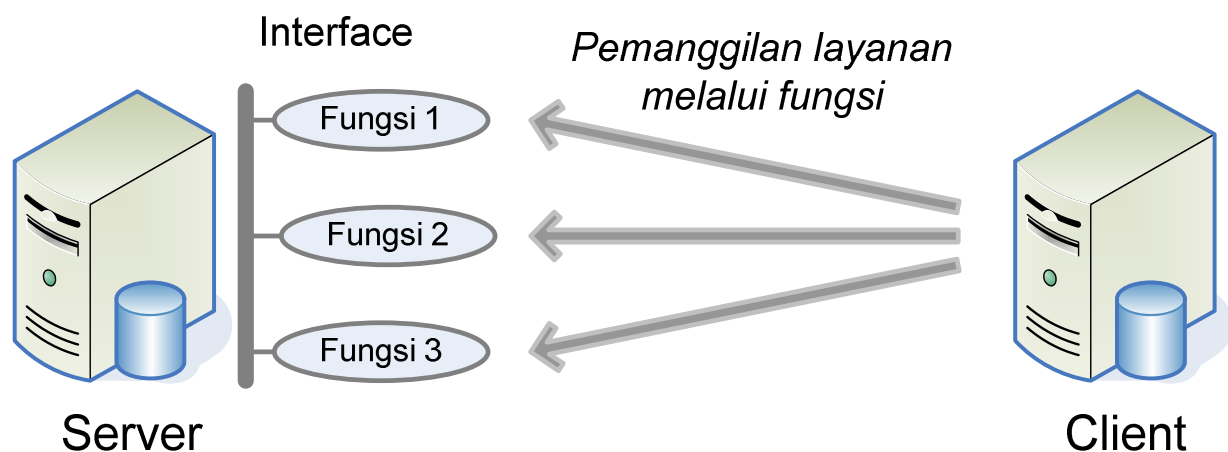 Interface
Pemanggilan layanan
melalui fungsi
Fungsi 1
Fungsi 2
Fungsi 3
Server
Client